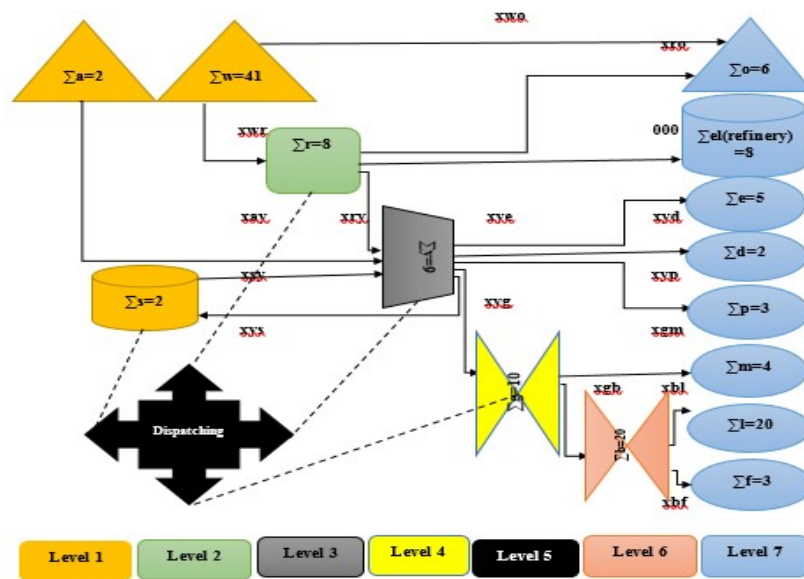 xwo
xro
∑a=2
∑w=41
∑o=6
xwr
∑r=8
000
∑el(refinery)
=8
xay
xry
xye
∑e=5
xyd
∑d=2
xsy
∑s=2
xyp
xys
xyg
∑p=3
xgm
∑m=4
xgb
xbl
∑l=20
∑b=20
Dispatching
∑f=3
xbf
Level 1
Level 2
Level 3
Level 4
Level 5
Level 6
Level 7